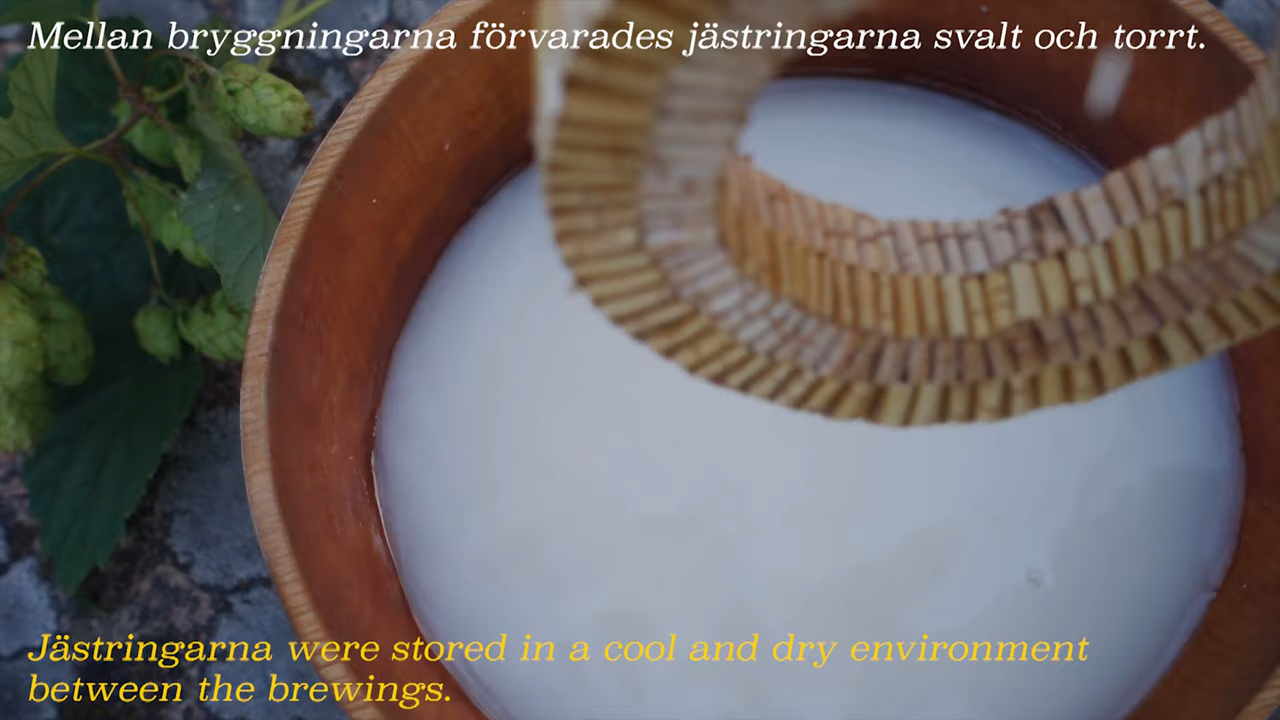 Mellan bryggningarna förvarades jästringarna svalt och torrt.
Jästringarna were stored in a cool and dry environment
between the brewings.